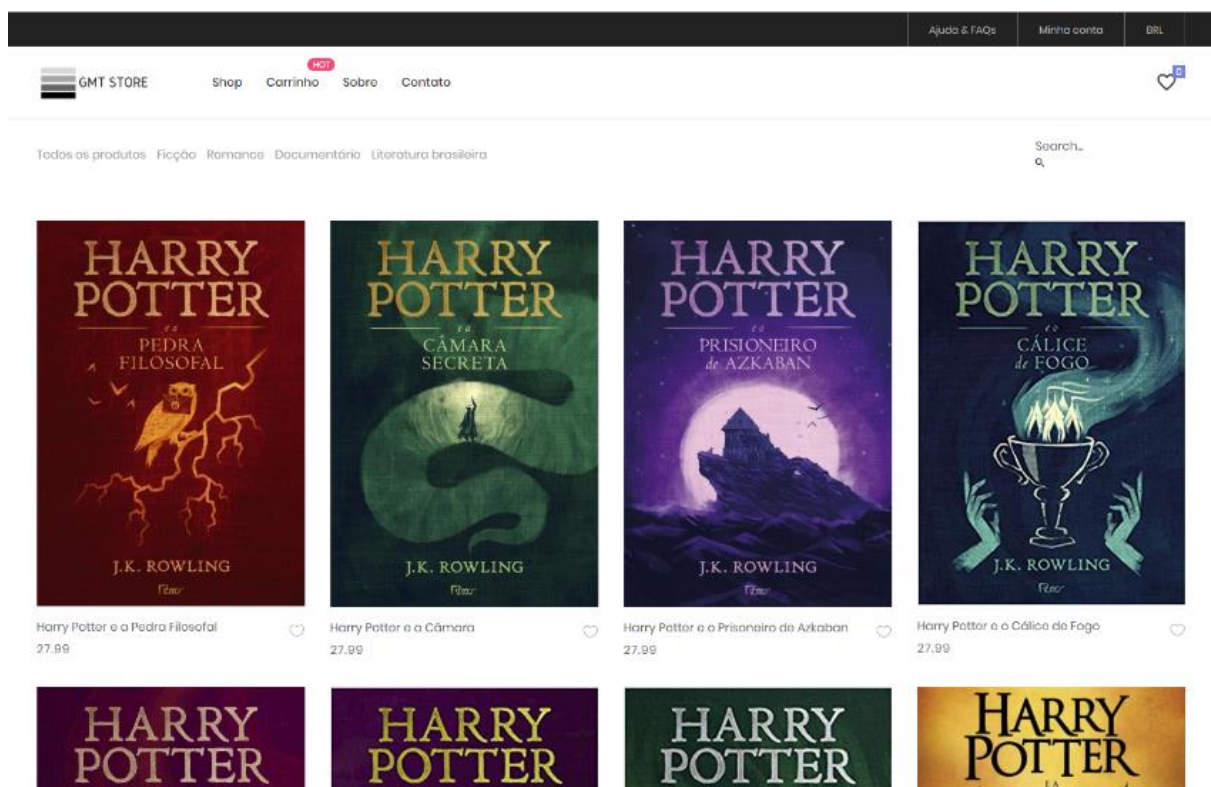 Ajuda & FAQs Minha conta BRL
HOT
GMT STORE Shop Carrinho Sobre Contato
0
Todos os produtos Ficção Romance Documentário Literatura brasileira
Search...
HARRY
POTTER
e a
PEDRA
FILOSOFAL
J.K. ROWLING
Rocco
Harry Potter e a Pedra Filosofal
27.99
HARRY
POTTER
e a
CÂMARA
SECRETA
J.K. ROWLING
Rocco
Harry Potter e a Câmara
27.99
HARRY
POTTER
e o
PRISIONEIRO
de AZKABAN
J.K. ROWLING
Rocco
Harry Potter e o Prisoneiro de Azkaban
27.99
HARRY
POTTER
e o
CÁLICE
de FOGO
J.K. ROWLING
Rocco
Harry Potter e o Cálice de Fogo
27.99
HARRY
POTTER
HARRY
POTTER
HARRY
POTTER
HARRY
POTTER
E A